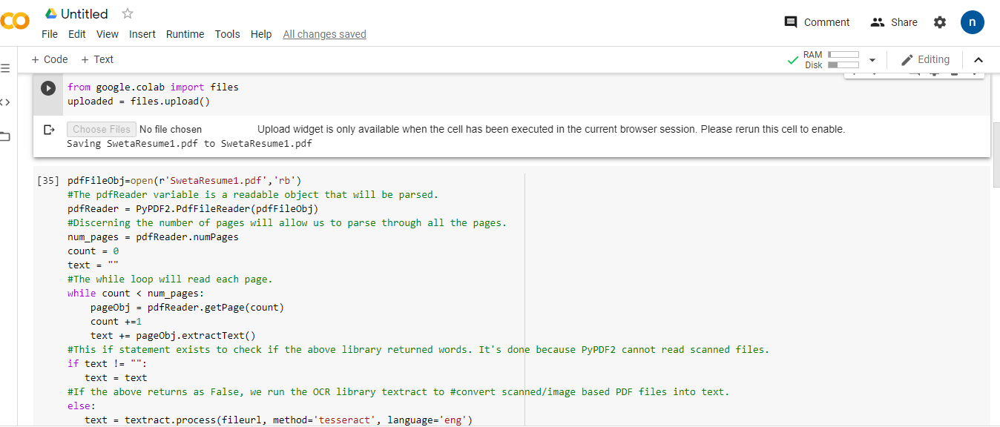 Untitled
Comment
Share
n
File Edit View Insert Runtime Tools Help All changes saved
+ Code + Text
RAM
Disk
Editing
from google.colab import files
uploaded = files.upload()
Choose Files No file chosen Upload widget is only available when the cell has been executed in the current browser session. Please rerun this cell to enable.
Saving SwetaResume1.pdf to SwetaResume1.pdf
[35] pdfFileObj=open(r'SwetaResume1.pdf','rb')
#The pdfReader variable is a readable object that will be parsed.
pdfReader = PyPDF2.PdfFileReader(pdfFileObj)
#Discerning the number of pages will allow us to parse through all the pages.
num_pages = pdfReader.numPages
count = 0
text = ""
#The while loop will read each page.
while count < num_pages:
    pageObj = pdfReader.getPage(count)
    count +=1
    text += pageObj.extractText()
#This if statement exists to check if the above library returned words. It's done because PyPDF2 cannot read scanned files.
if text != "":
   text = text
#If the above returns as False, we run the OCR library textract to #convert scanned/image based PDF files into text.
else:
   text = textract.process(fileurl, method='tesseract', language='eng')